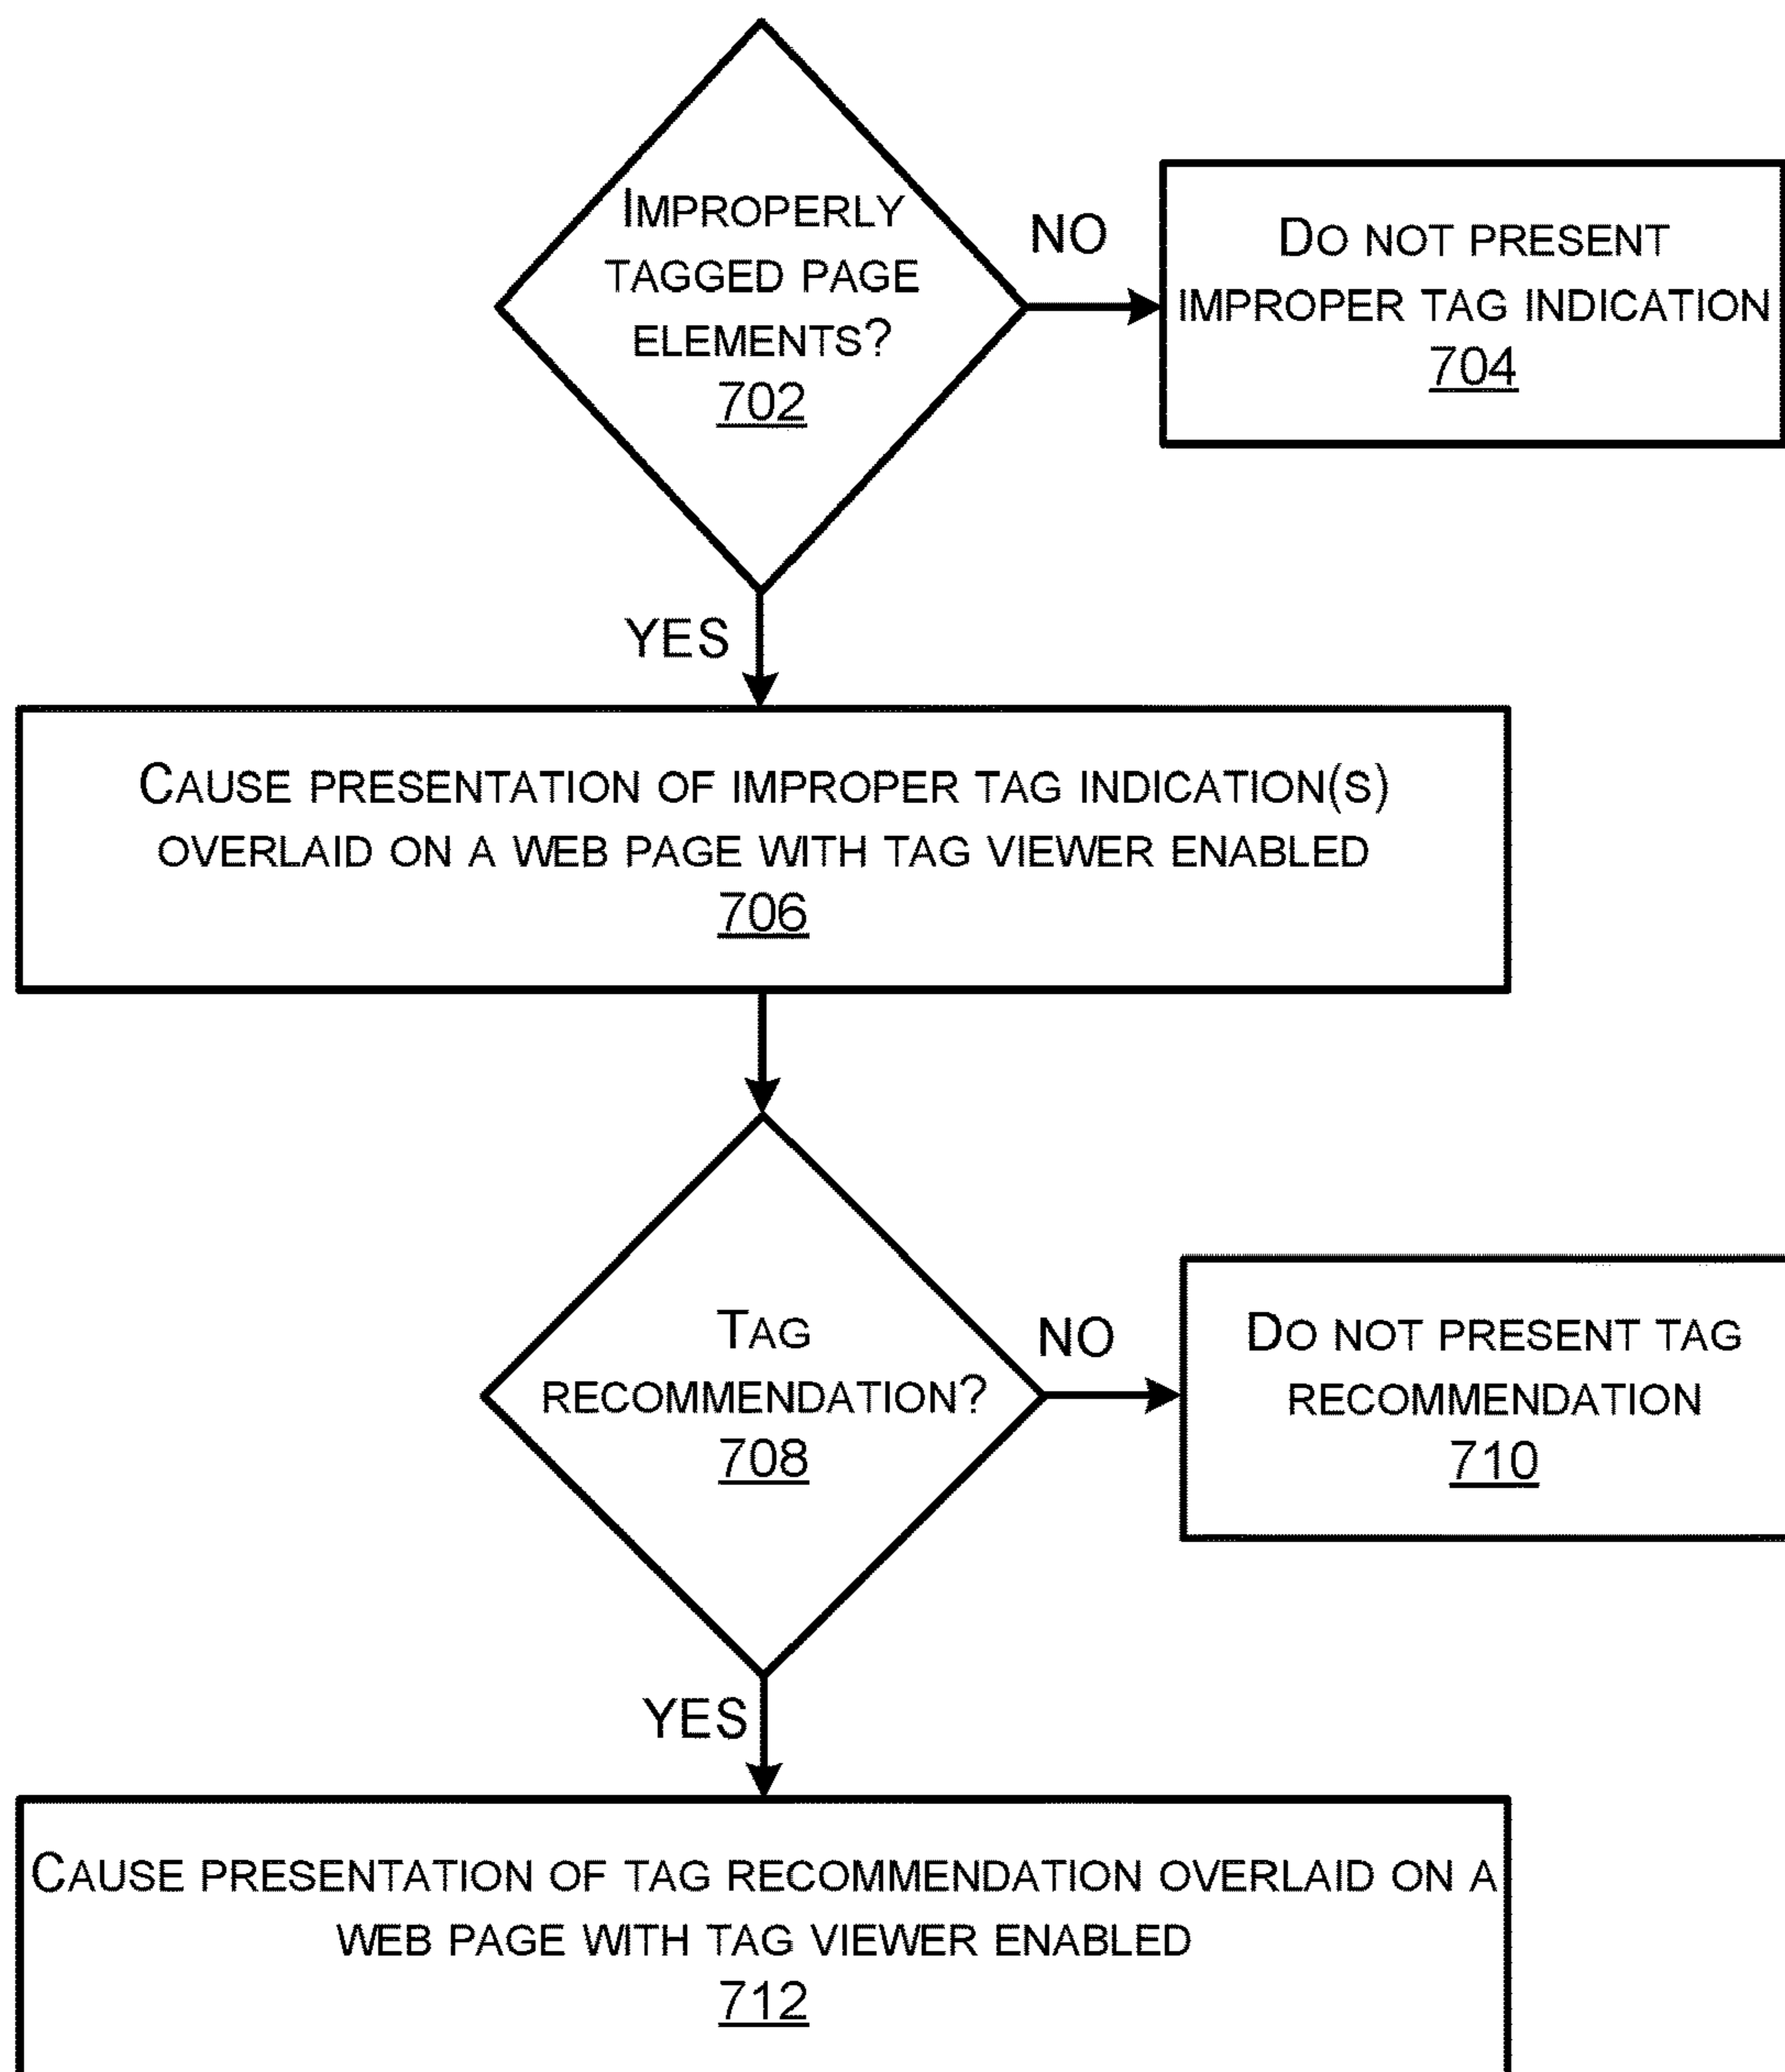 IMPROPERLY
TAGGED PAGE
ELEMENTS?
702
NO
DO NOT PRESENT
IMPROPER TAG INDICATION
704
YES
CAUSE PRESENTATION OF IMPROPER TAG INDICATION(S)
OVERLAID ON A WEB PAGE WITH TAG VIEWER ENABLED
706
TAG
RECOMMENDATION?
708
NO
DO NOT PRESENT TAG
RECOMMENDATION
710
YES
CAUSE PRESENTATION OF TAG RECOMMENDATION OVERLAID ON A
WEB PAGE WITH TAG VIEWER ENABLED
712